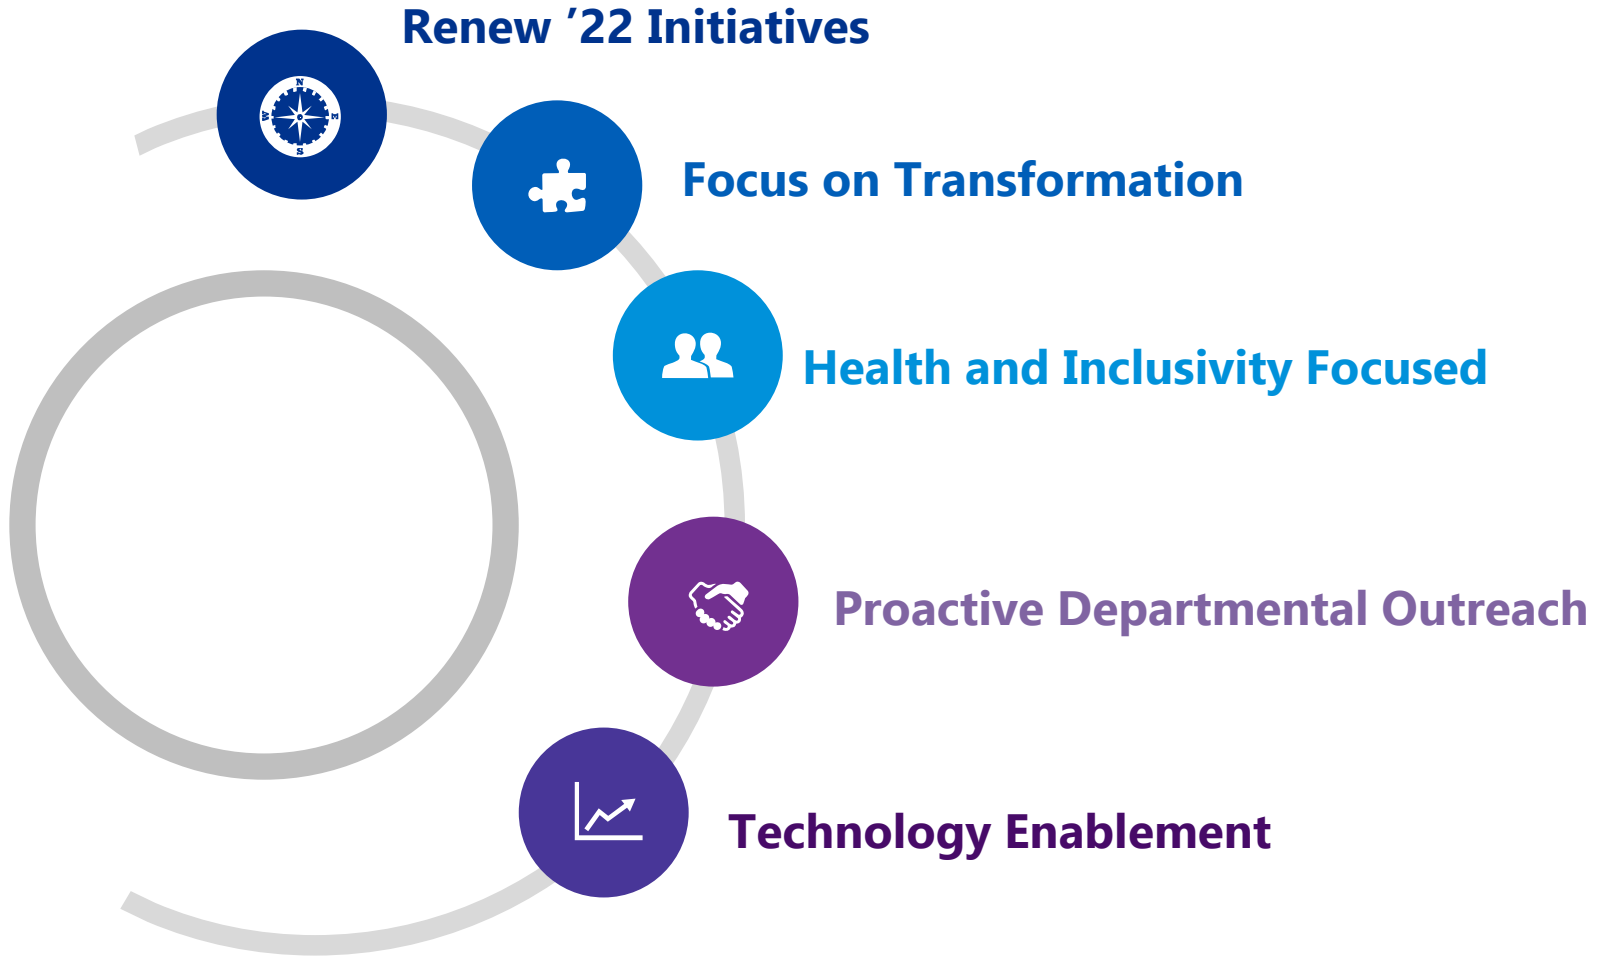 Renew ’22 Initiatives
N
W
E
S
Focus on Transformation
Health and Inclusivity Focused
Proactive Departmental Outreach
Technology Enablement